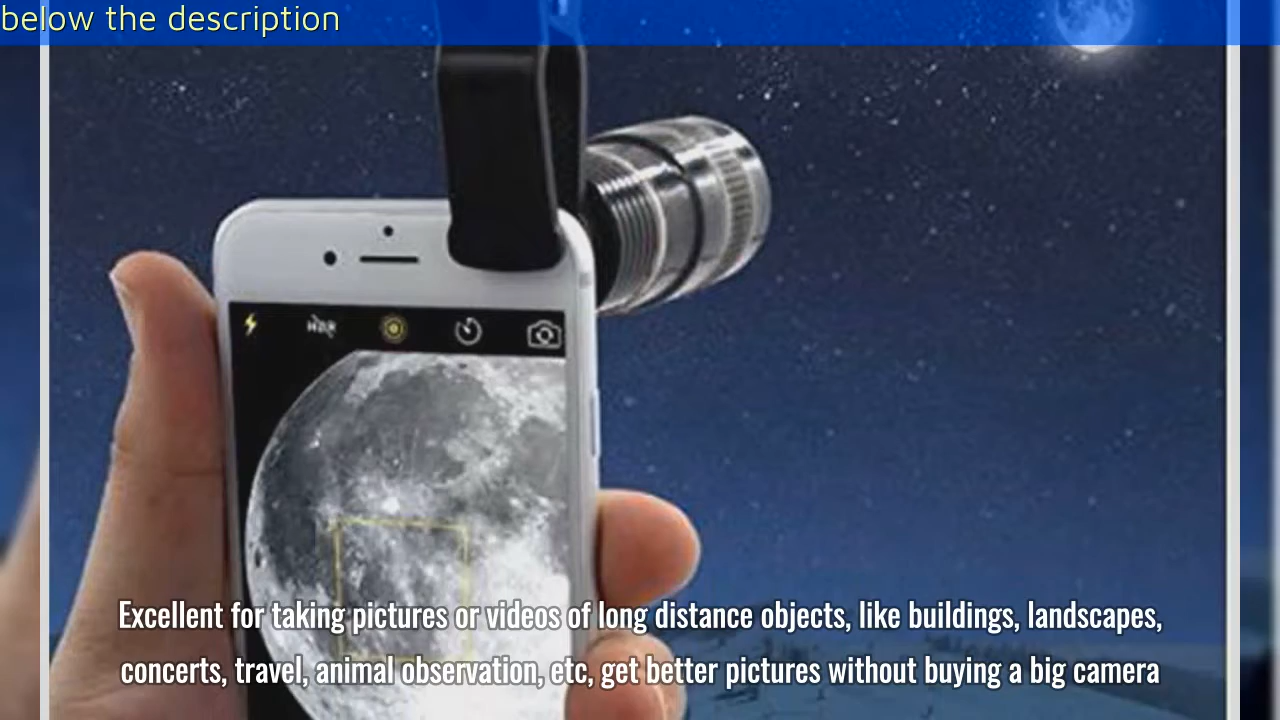 below the description
HDR
Excellent for taking pictures or videos of long distance objects, like buildings, landscapes,
concerts, travel, animal observation, etc, get better pictures without buying a big camera